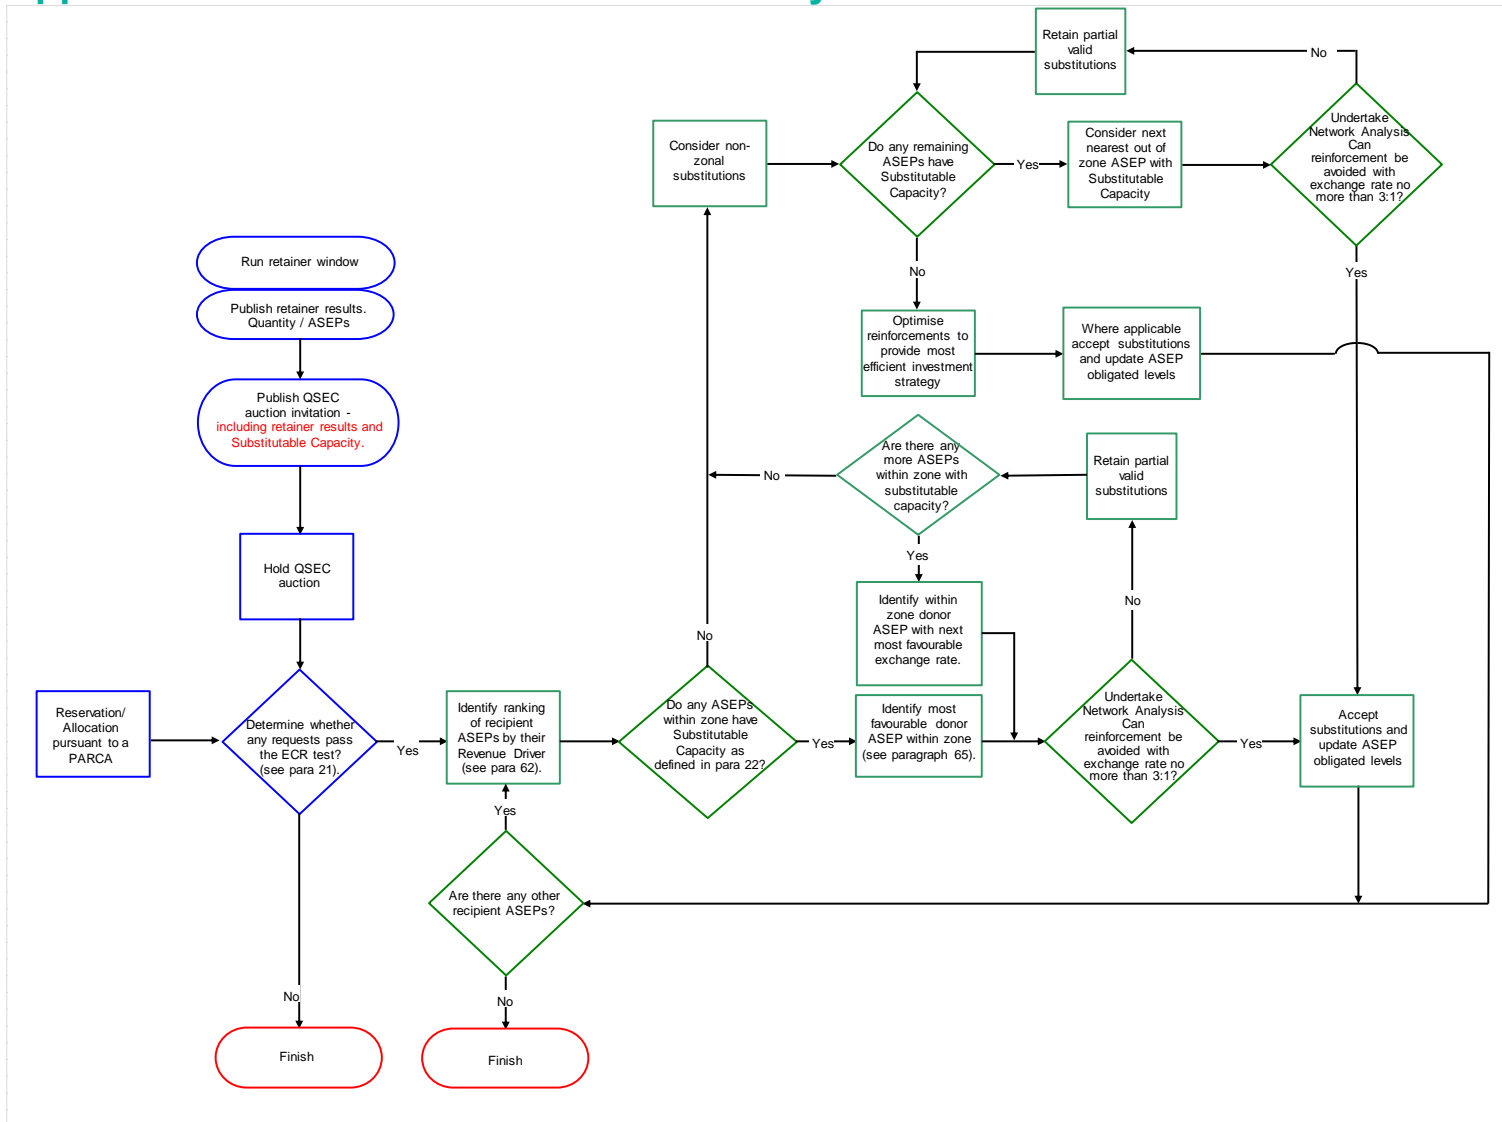 Retain partial
valid
substitutions
No
Undertake
Network Analysis
Can
reinforcement be
avoided with
exchange rate no
more than 3:1?
Consider non-
zonal
substitutions
Do any remaining
ASEPs have
Substitutable
Capacity?
Yes
Consider next
nearest out of
zone ASEP with
Substitutable
Capacity
Run retainer window
No
Yes
Publish retainer results.
Quantity / ASEPs
Optimise
reinforcements to
provide most
efficient investment
strategy
Where applicable
accept substitutions
and update ASEP
obligated levels
Publish QSEC
auction invitation -
including retainer results and
Substitutable Capacity.
Are there any
more ASEPs
within zone with
substitutable
capacity?
No
Retain partial
valid
substitutions
Hold QSEC
auction
Yes
Identify within
zone donor
ASEP with next
most favourable
exchange rate.
No
No
Reservation/
Allocation
pursuant to a
PARCA
Determine whether
any requests pass
the ECR test?
(see para 21).
Yes
Identify ranking
of recipient
ASEPs by their
Revenue Driver
(see para 62).
Do any ASEPs
within zone have
Substitutable
Capacity as
defined in para 22?
Yes
Identify most
favourable donor
ASEP within zone
(see paragraph 65).
Undertake
Network Analysis
Can
reinforcement be
avoided with
exchange rate no
more than 3:1?
Yes
Accept
substitutions and
update ASEP
obligated levels
Yes
Are there any other
recipient ASEPs?
No
No
Finish
Finish